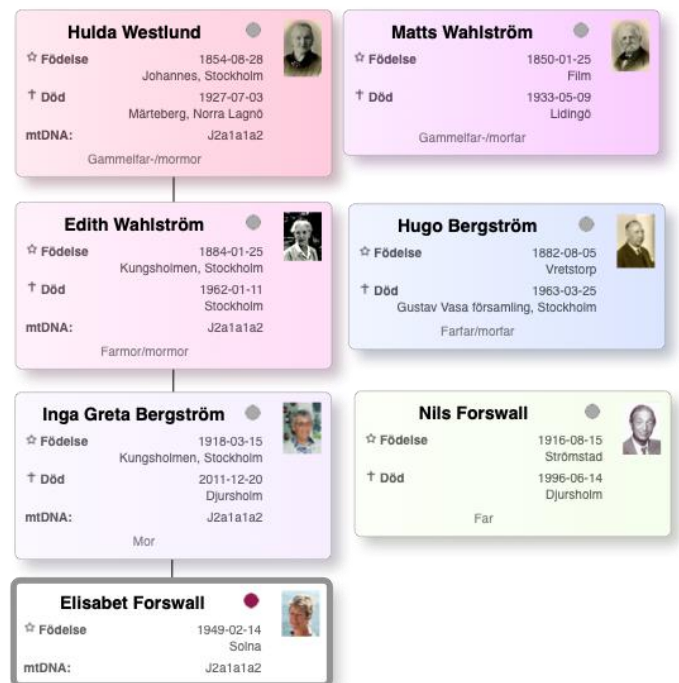 Hulda Westlund
☆ Födelse 1854-08-28
Johannes, Stockholm
† Död 1927-07-03
Märteberg, Norra Lagnö
mtDNA: J2a1a1a2
Gammelfar-/mormor
Matts Wahlström
☆ Födelse 1850-01-25
Film
† Död 1933-05-09
Lidingö
Gammelfar-/morfar
Edith Wahlström
☆ Födelse 1884-01-25
Kungsholmen, Stockholm
† Död 1962-01-11
Stockholm
mtDNA: J2a1a1a2
Farmor/mormor
Hugo Bergström
☆ Födelse 1882-08-05
Vretstorp
† Död 1963-03-25
Gustav Vasa församling, Stockholm
Farfar/morfar
Inga Greta Bergström
☆ Födelse 1918-03-15
Kungsholmen, Stockholm
† Död 2011-12-20
Djursholm
mtDNA: J2a1a1a2
Mor
Nils Forswall
☆ Födelse 1916-08-15
Strömstad
† Död 1996-06-14
Djursholm
Far
Elisabet Forswall
☆ Födelse 1949-02-14
Solna
mtDNA: J2a1a1a2